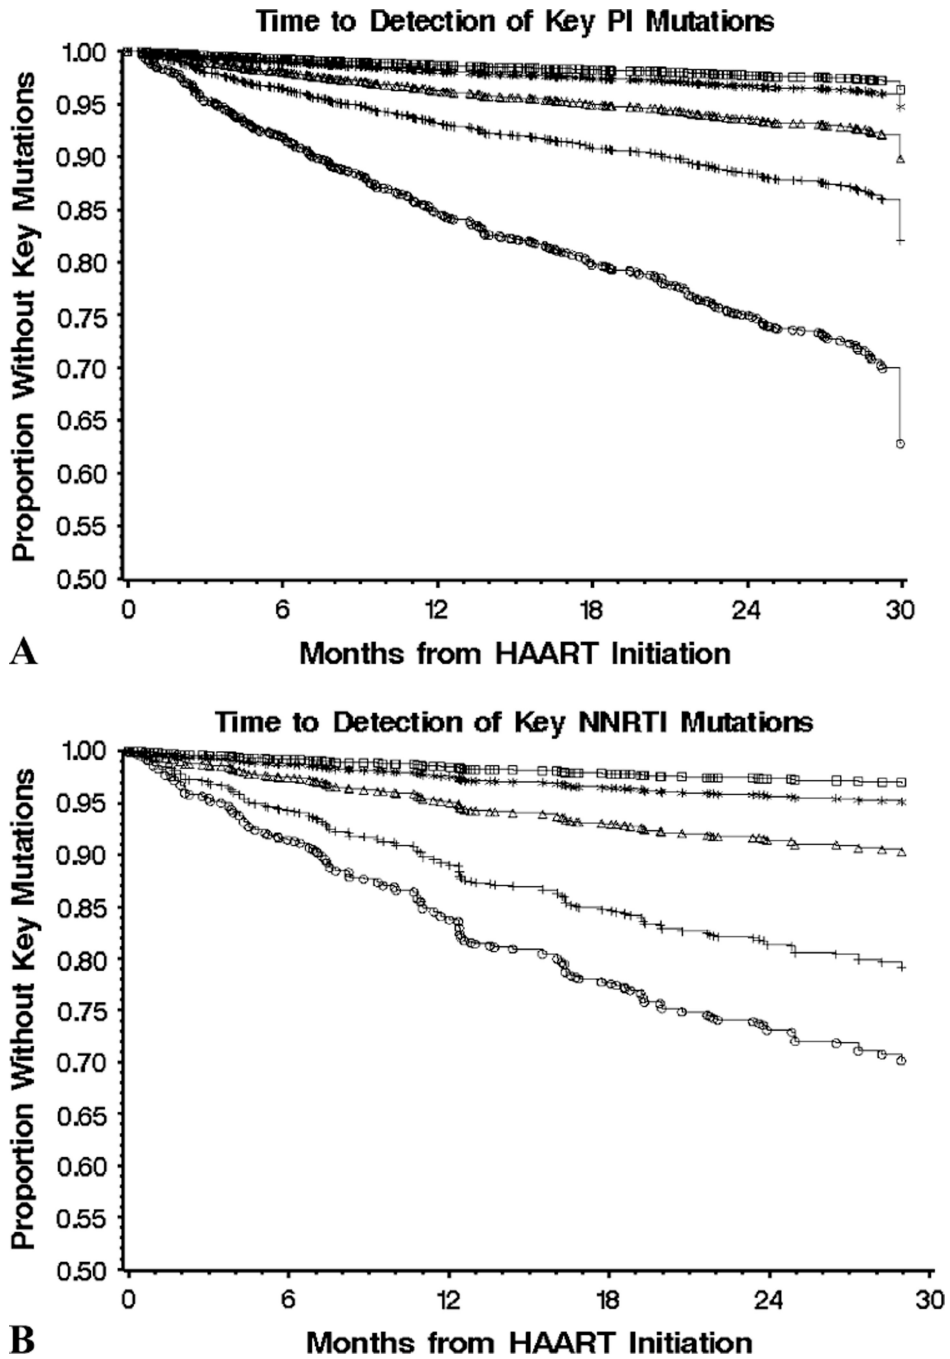 Time to Detection of Key PI Mutations
1.00
0.95
0.90
0.85
0.80
0.75
0.70
0.65
0.60
0.55
0.50
Proportion Without Key Mutations
0 6 12 18 24 30
A Months from HAART Initiation
Time to Detection of Key NNRTI Mutations
1.00
0.95
0.90
0.85
0.80
0.75
0.70
0.65
0.60
0.55
0.50
Proportion Without Key Mutations
0 6 12 18 24 30
B Months from HAART Initiation